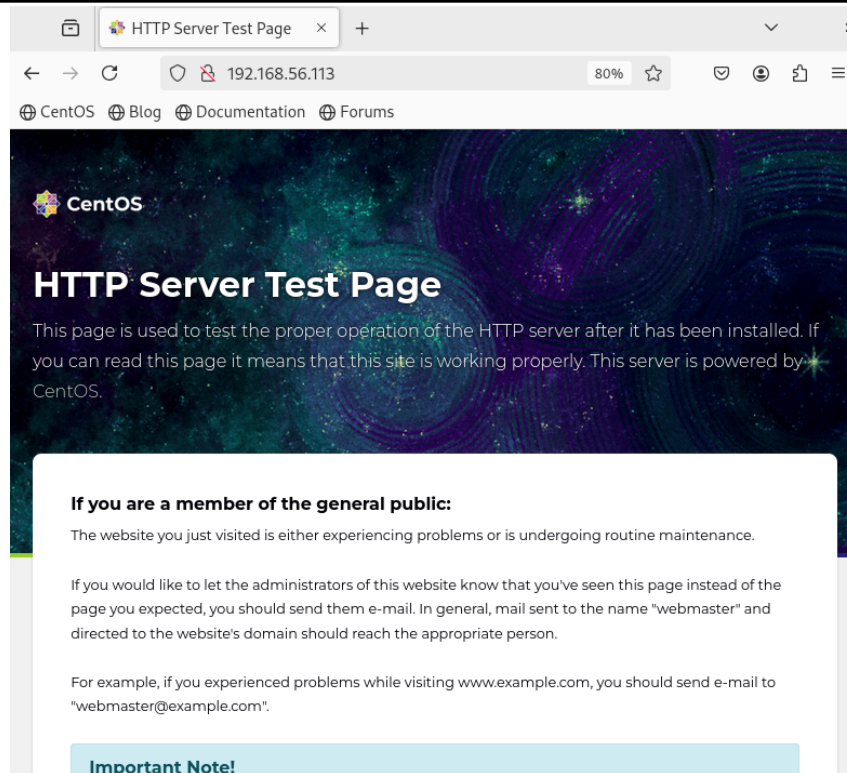 HTTP Server Test Page
192.168.56.113
80%
CentOS Blog Documentation Forums
CentOS
HTTP Server Test Page
This page is used to test the proper operation of the HTTP server after it has been installed. If
you can read this page it means that this site is working properly. This server is powered by
CentOS.
If you are a member of the general public:
The website you just visited is either experiencing problems or is undergoing routine maintenance.
If you would like to let the administrators of this website know that you've seen this page instead of the
page you expected, you should send them e-mail. In general, mail sent to the name "webmaster" and
directed to the website's domain should reach the appropriate person.
For example, if you experienced problems while visiting www.example.com, you should send e-mail to
"webmaster@example.com".
Important Note!